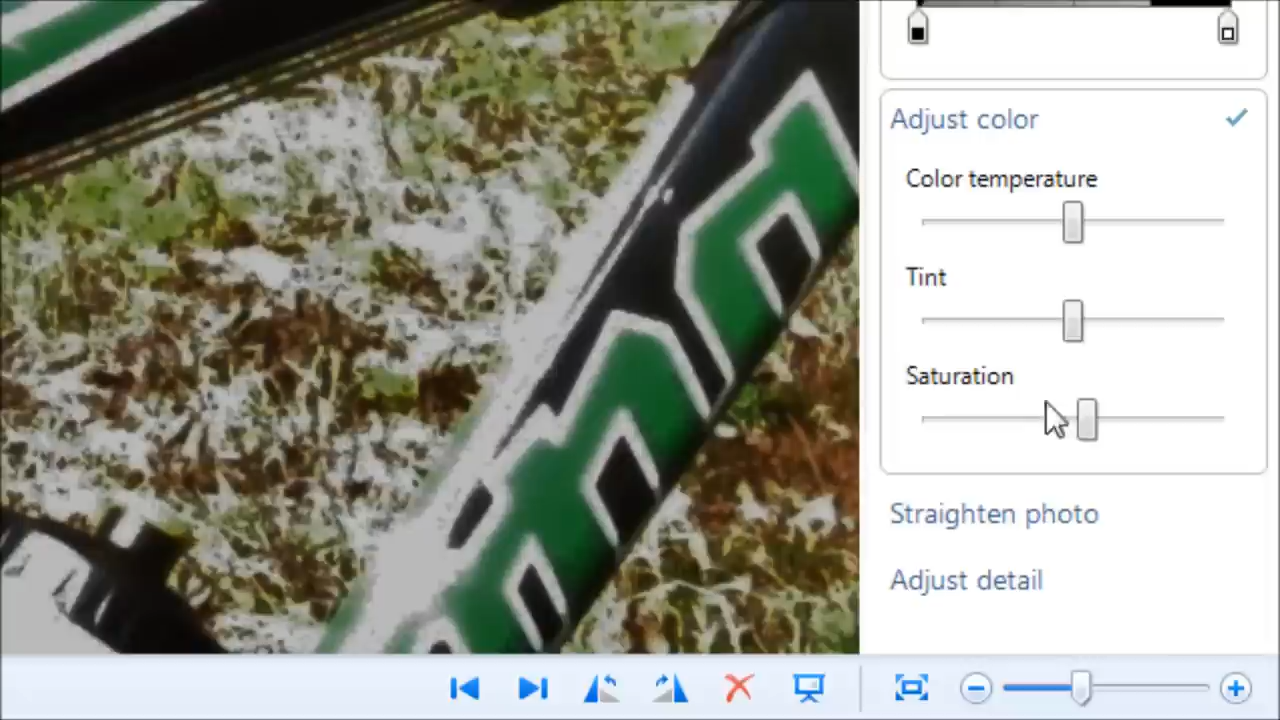 Adjust color
Color temperature
Tint
Saturation
Straighten photo
Adjust detail